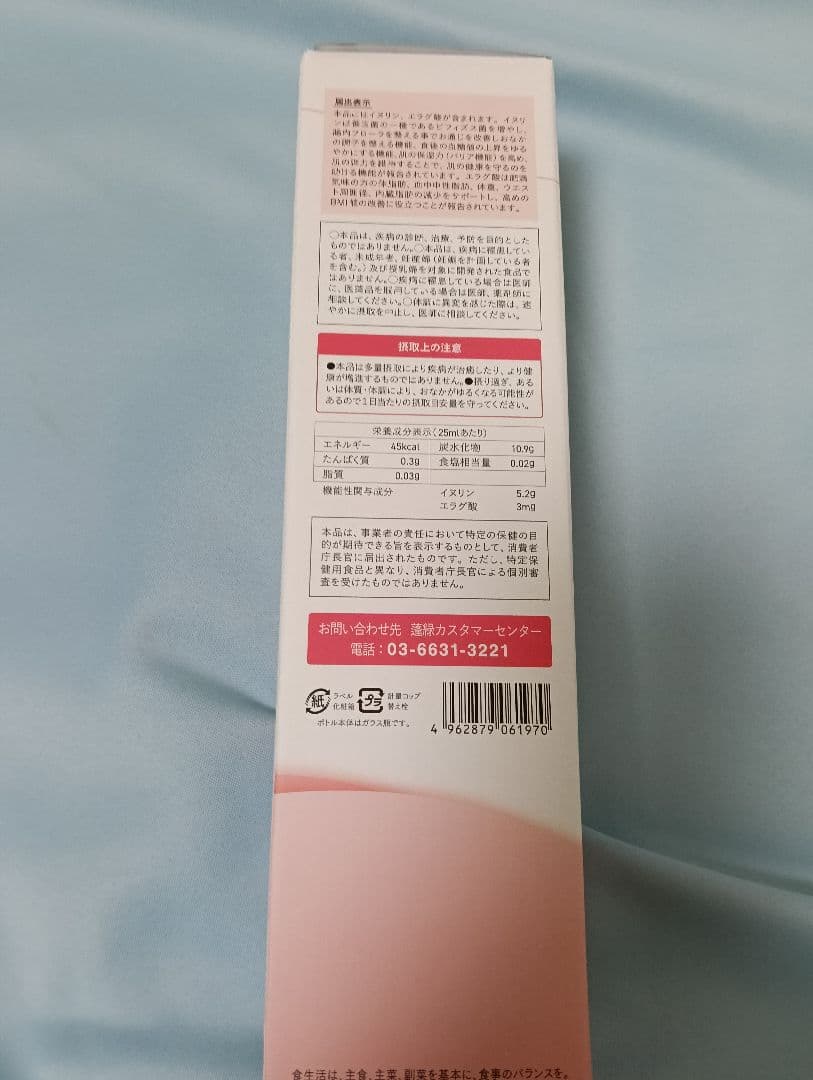 届出表示
本品にはイヌリン、エラグ酸が含まれます。イヌリ
ンは善玉菌の一種であるビフィズス菌を増やし、
腸内フローラを整える事でお通じを改善しおなか
の調子を整える機能、食後の血糖値の上昇をゆる
やかにする機能、肌の保湿力(バリア機能)を高め、
肌の弾力を維持することで、肌の健康を守るのを
助ける機能が報告されています。エラグ酸は肥満
気味の方の体脂肪、血中中性脂肪、体重、ウエス
ト周囲径、内臓脂肪の減少をサポートし、高めの
BMI値の改善に役立つことが報告されています。
○本品は、疾病の診断、治療、予防を目的とした
ものではありません。○本品は、疾病に罹患してい
る者、未成年者、妊産婦(妊娠を計画している者
を含む。)及び授乳婦を対象に開発された食品で
はありません。○疾病に罹患している場合は医師
に、医薬品を服用している場合は医師、薬剤師に
相談してください。○体調に異変を感じた際は、速
やかに摂取を中止し、医師に相談してください。
摂取上の注意
●本品は多量摂取により疾病が治癒したり、より健
康が増進するものではありません。●摂り過ぎ、ある
いは体質・体調により、おなかがゆるくなる可能性が
あるので1日当たりの摂取目安量を守ってください。
栄養成分表示(25mlあたり)
エネルギー 45kcal 炭水化物 10.9g
たんぱく質 0.3g 食塩相当量 0.02g
脂質 0.03g
機能性関与成分 イヌリン 5.2g
エラグ酸 3mg
本品は、事業者の責任において特定の保健の目
的が期待できる旨を表示するものとして、消費者
庁長官に届出されたものです。ただし、特定保
健用食品と異なり、消費者庁長官による個別審
査を受けたものではありません。
お問い合わせ先 蓬緑カスタマーセンター
電話:03-6631-3221
紙 ラベル 化粧箱 プラ 計量コップ 替え栓
ボトル本体はガラス瓶です。
4 962879 061970
食生活は、主食、主菜、副菜を基本に、食事のバランスを。